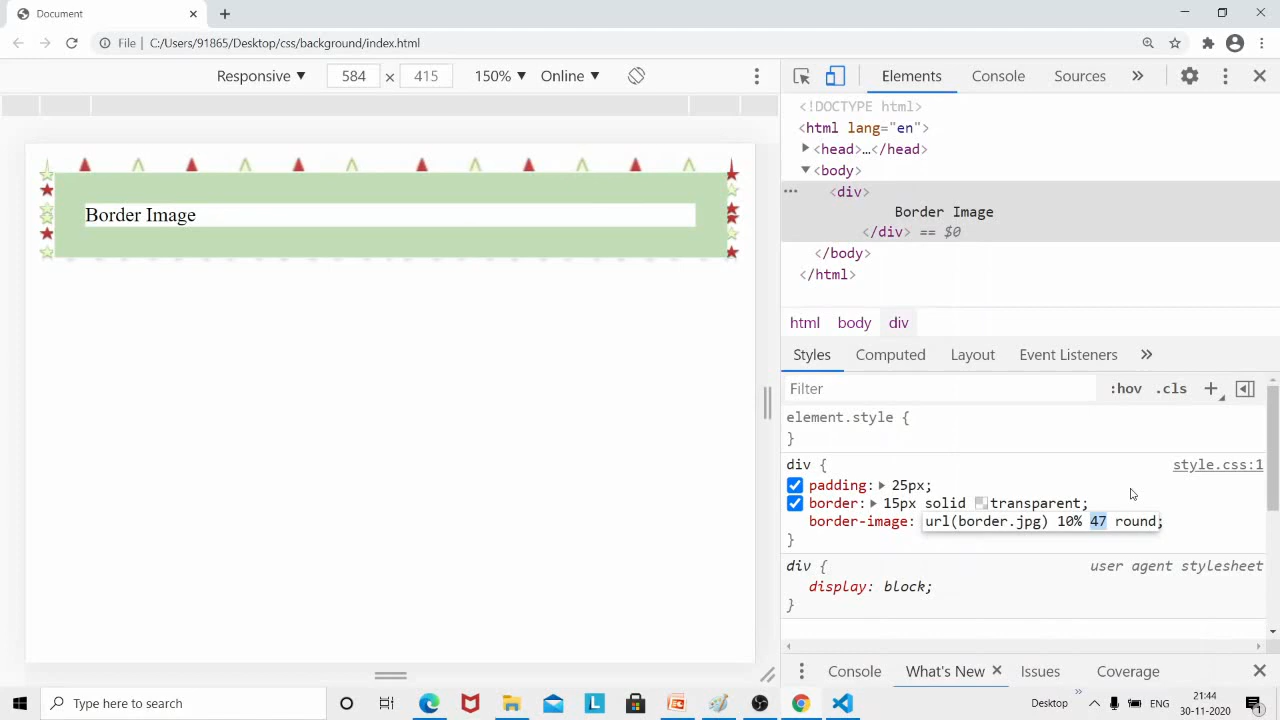 Document
File | C:/Users/91865/Desktop/css/background/index.html
Responsive ▼ 584 × 415 150% ▼ Online ▼
Elements Console Sources »
<!DOCTYPE html>
<html lang="en">
▶<head>…</head>
▼<body>
··· <div>
Border Image
</div> == $0
</body>
</html>
html body div
Styles Computed Layout Event Listeners »
Filter :hov .cls +
element.style {
}
div { style.css:1
padding: ▶ 25px;
border: ▶ 15px solid transparent;
border-image: url(border.jpg) 10% 47 round;
}
div { user agent stylesheet
display: block;
}
Console What's New × Issues Coverage
Border Image
Type here to search
Desktop » ENG 21:44
30-11-2020 1